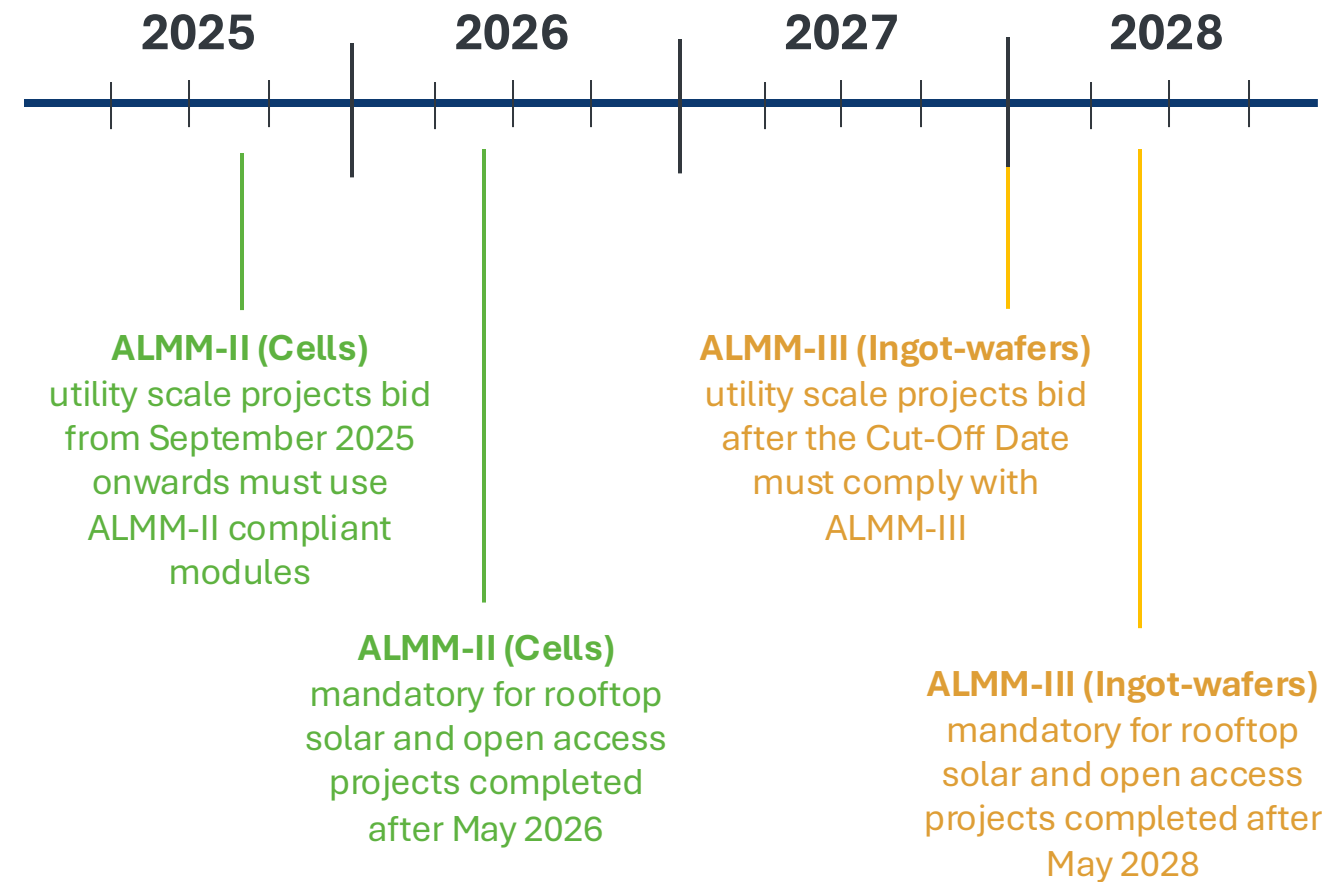 2025
2026
2027
2028
ALMM-II (Cells)
utility scale projects bid
from September 2025
onwards must use
ALMM-II compliant
modules
ALMM-II (Cells)
mandatory for rooftop
solar and open access
projects completed
after May 2026
ALMM-III (Ingot-wafers)
utility scale projects bid
after the Cut-Off Date
must comply with
ALMM-III
ALMM-III (Ingot-wafers)
mandatory for rooftop
solar and open access
projects completed after
May 2028